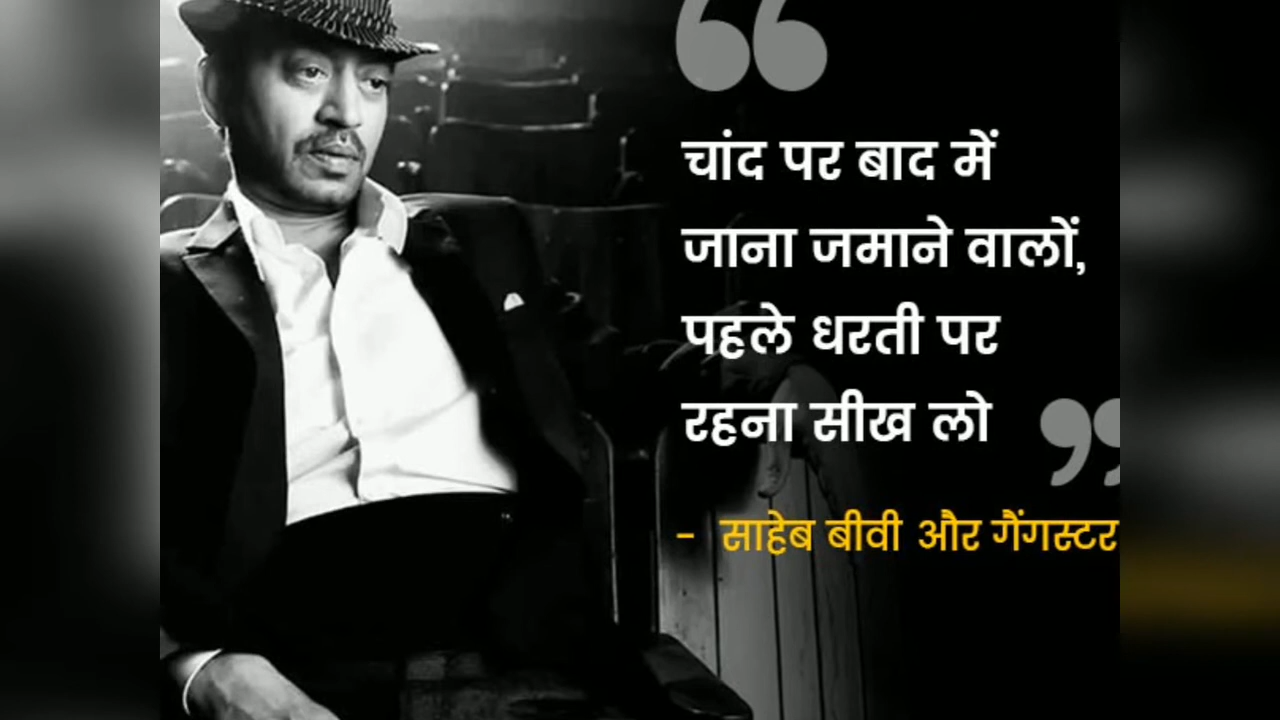 “
चांद पर बाद में
जाना जमाने वालों,
पहले धरती पर
रहना सीख लो
”
- साहेब बीवी और गैंगस्टर